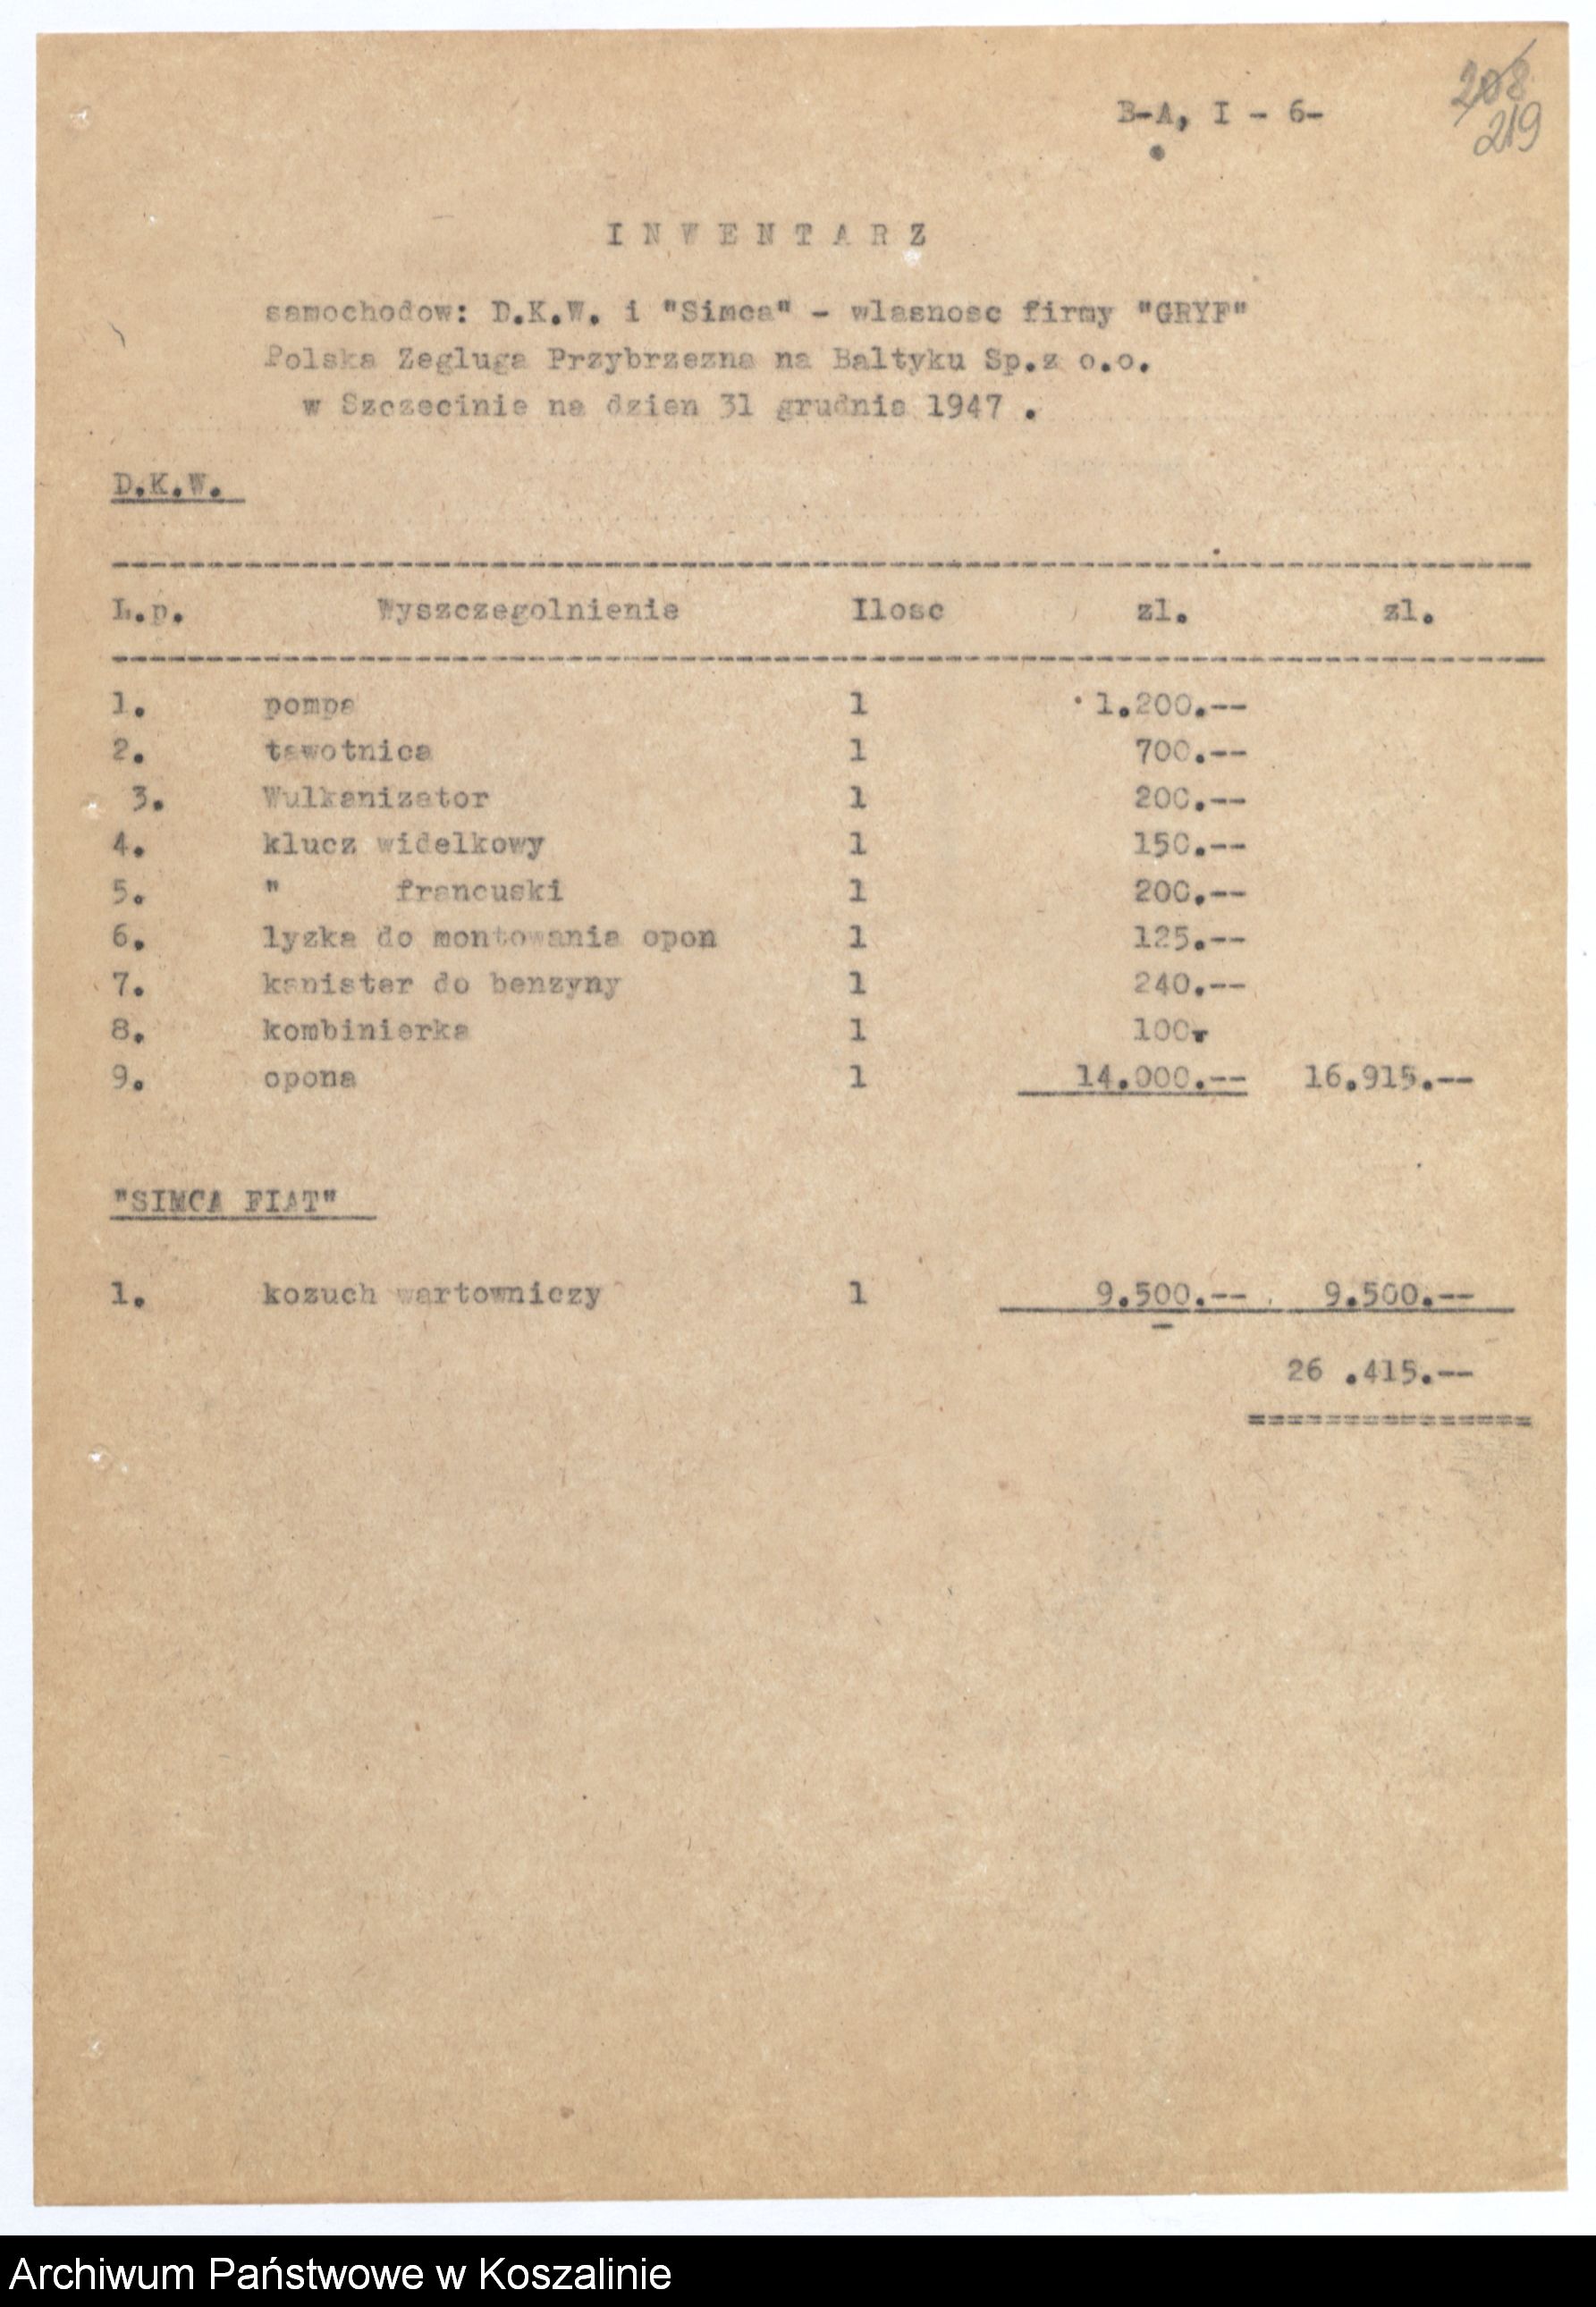 208
B-A, I - 6-
219
I N W E N T A R Z
samochodow: D.K.W. i "Simca" - wlasnosc firmy "GRYF"
Polska Zegluga Przybrzezna na Baltyku Sp.z o.o.
w Szczecinie na dzien 31 grudnia 1947 .
D.K.W.
L.p. Wyszczegolnienie Ilosc zl. zl.
1. pompa 1 1.200.--
2. tawotnica 1 700.--
3. Wulkanizator 1 200.--
4. klucz widelkowy 1 150.--
5. " francuski 1 200.--
6. lyzka do montowania opon 1 125.--
7. kanister do benzyny 1 240.--
8. kombinierka 1 100.-
9. opona 1 14.000.-- 16.915.--
"SIMCA FIAT"
1. kozuch wartowniczy 1 9.500.-- 9.500.--
26 .415.--
===============
Archiwum Państwowe w Koszalinie